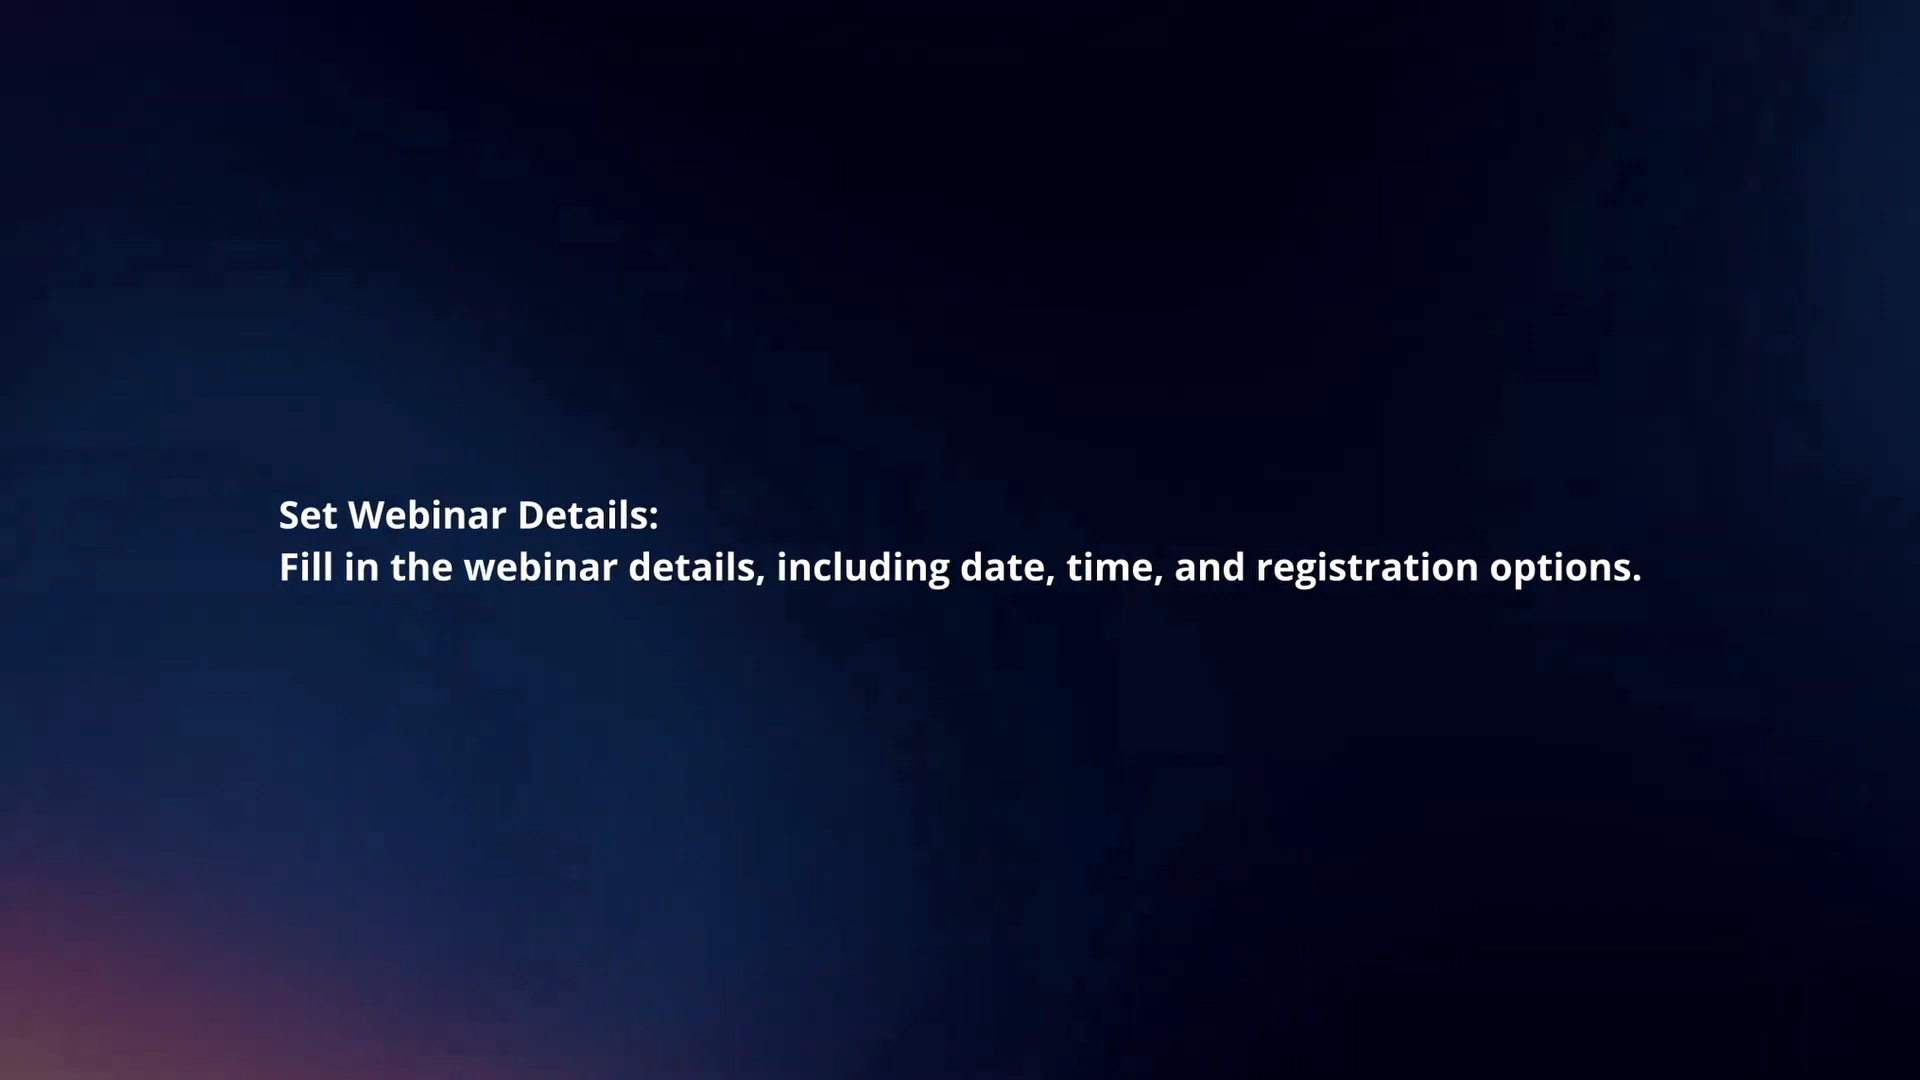 Set Webinar Details:
Fill in the webinar details, including date, time, and registration options.